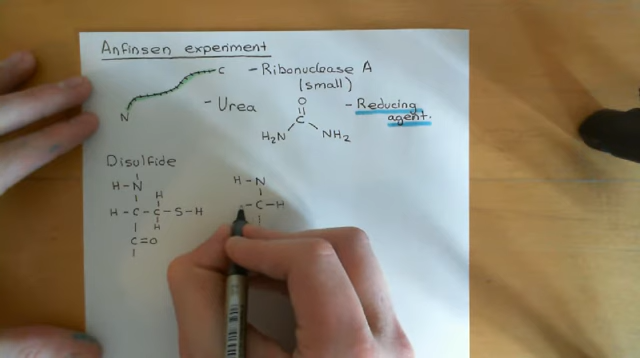 Anfinsen experiment
C - Ribonuclease A
(small)
N
- Urea
O
C
H₂N NH₂
- Reducing
agent.
Disulfide
H-N
H
H-C-C-S-H
H
C=O
H-N
-C-H